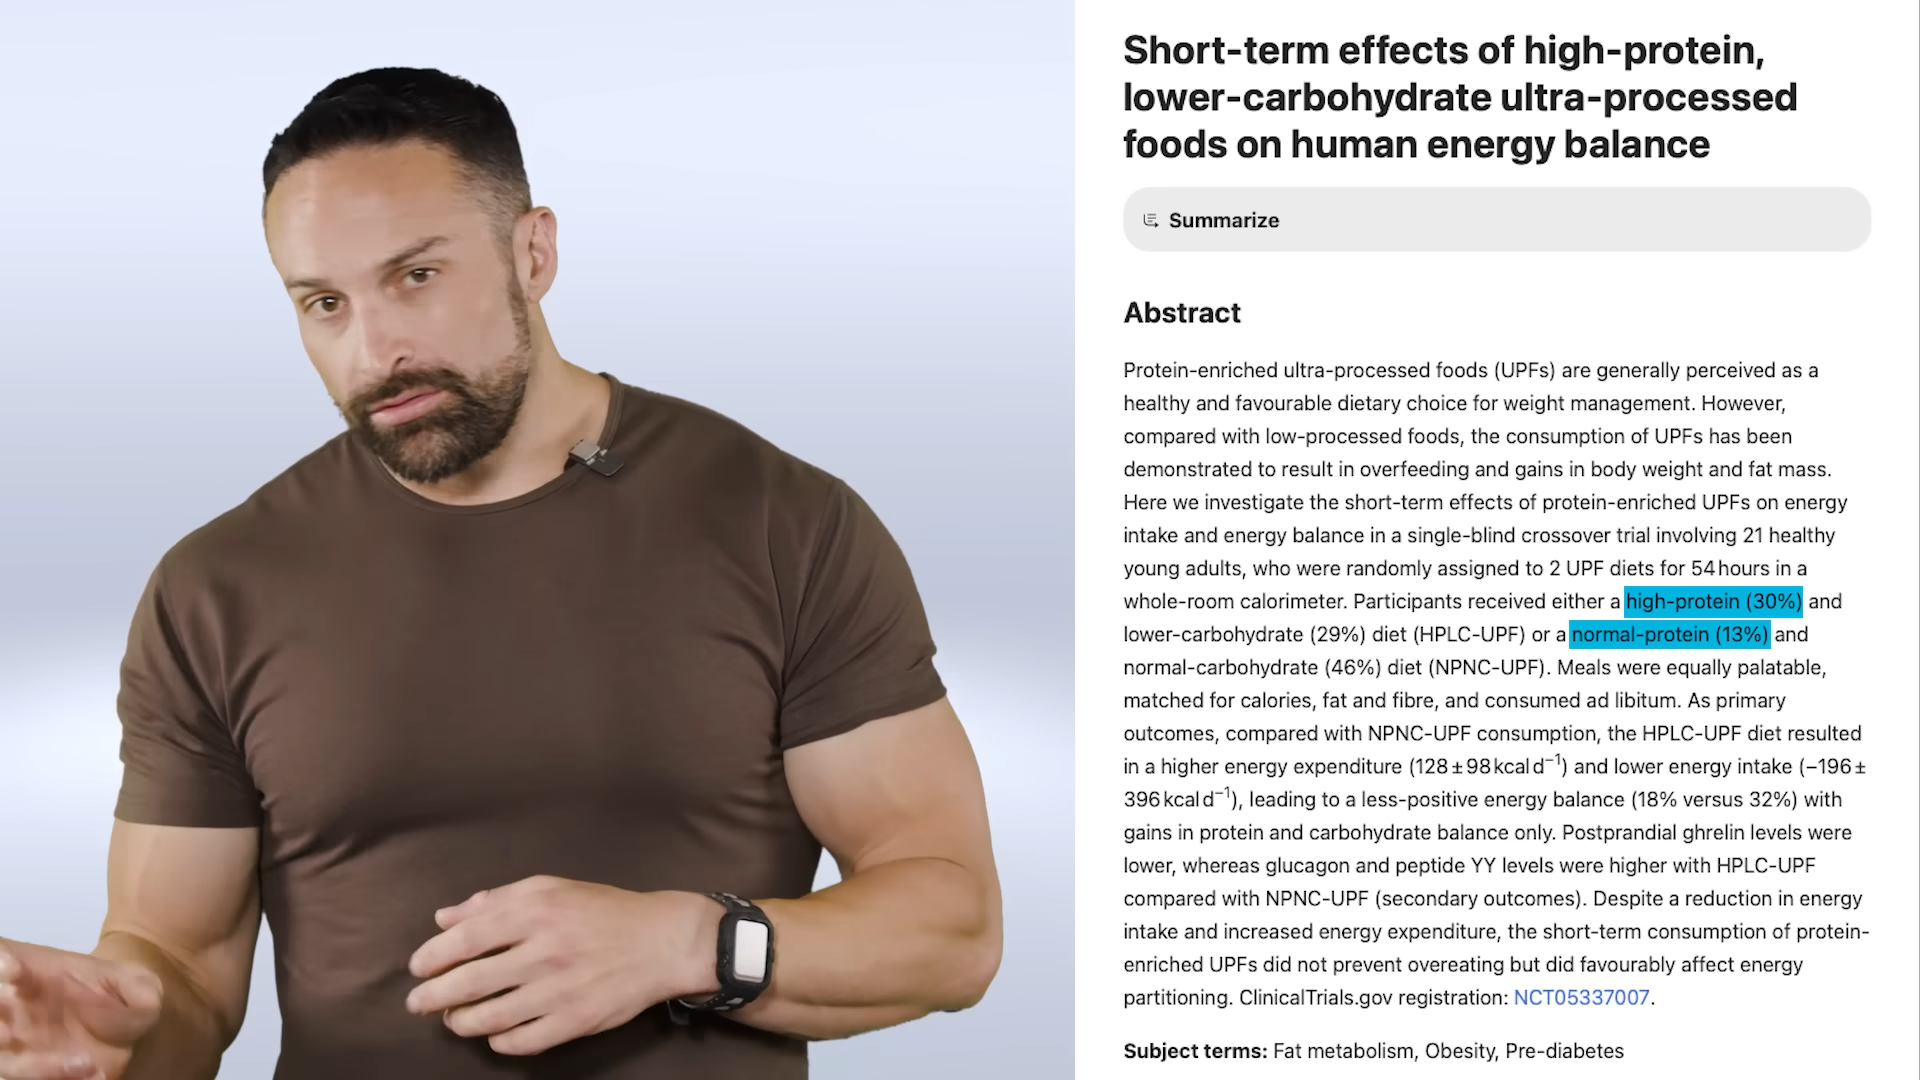 Short-term effects of high-protein,
lower-carbohydrate ultra-processed
foods on human energy balance
Summarize
Abstract
Protein-enriched ultra-processed foods (UPFs) are generally perceived as a
healthy and favourable dietary choice for weight management. However,
compared with low-processed foods, the consumption of UPFs has been
demonstrated to result in overfeeding and gains in body weight and fat mass.
Here we investigate the short-term effects of protein-enriched UPFs on energy
intake and energy balance in a single-blind crossover trial involving 21 healthy
young adults, who were randomly assigned to 2 UPF diets for 54 hours in a
whole-room calorimeter. Participants received either a high-protein (30%) and
lower-carbohydrate (29%) diet (HPLC-UPF) or a normal-protein (13%) and
normal-carbohydrate (46%) diet (NPNC-UPF). Meals were equally palatable,
matched for calories, fat and fibre, and consumed ad libitum. As primary
outcomes, compared with NPNC-UPF consumption, the HPLC-UPF diet resulted
in a higher energy expenditure (128 ± 98 kcal d⁻¹) and lower energy intake (−196 ±
396 kcal d⁻¹), leading to a less-positive energy balance (18% versus 32%) with
gains in protein and carbohydrate balance only. Postprandial ghrelin levels were
lower, whereas glucagon and peptide YY levels were higher with HPLC-UPF
compared with NPNC-UPF (secondary outcomes). Despite a reduction in energy
intake and increased energy expenditure, the short-term consumption of protein-
enriched UPFs did not prevent overeating but did favourably affect energy
partitioning. ClinicalTrials.gov registration: NCT05337007.
Subject terms: Fat metabolism, Obesity, Pre-diabetes